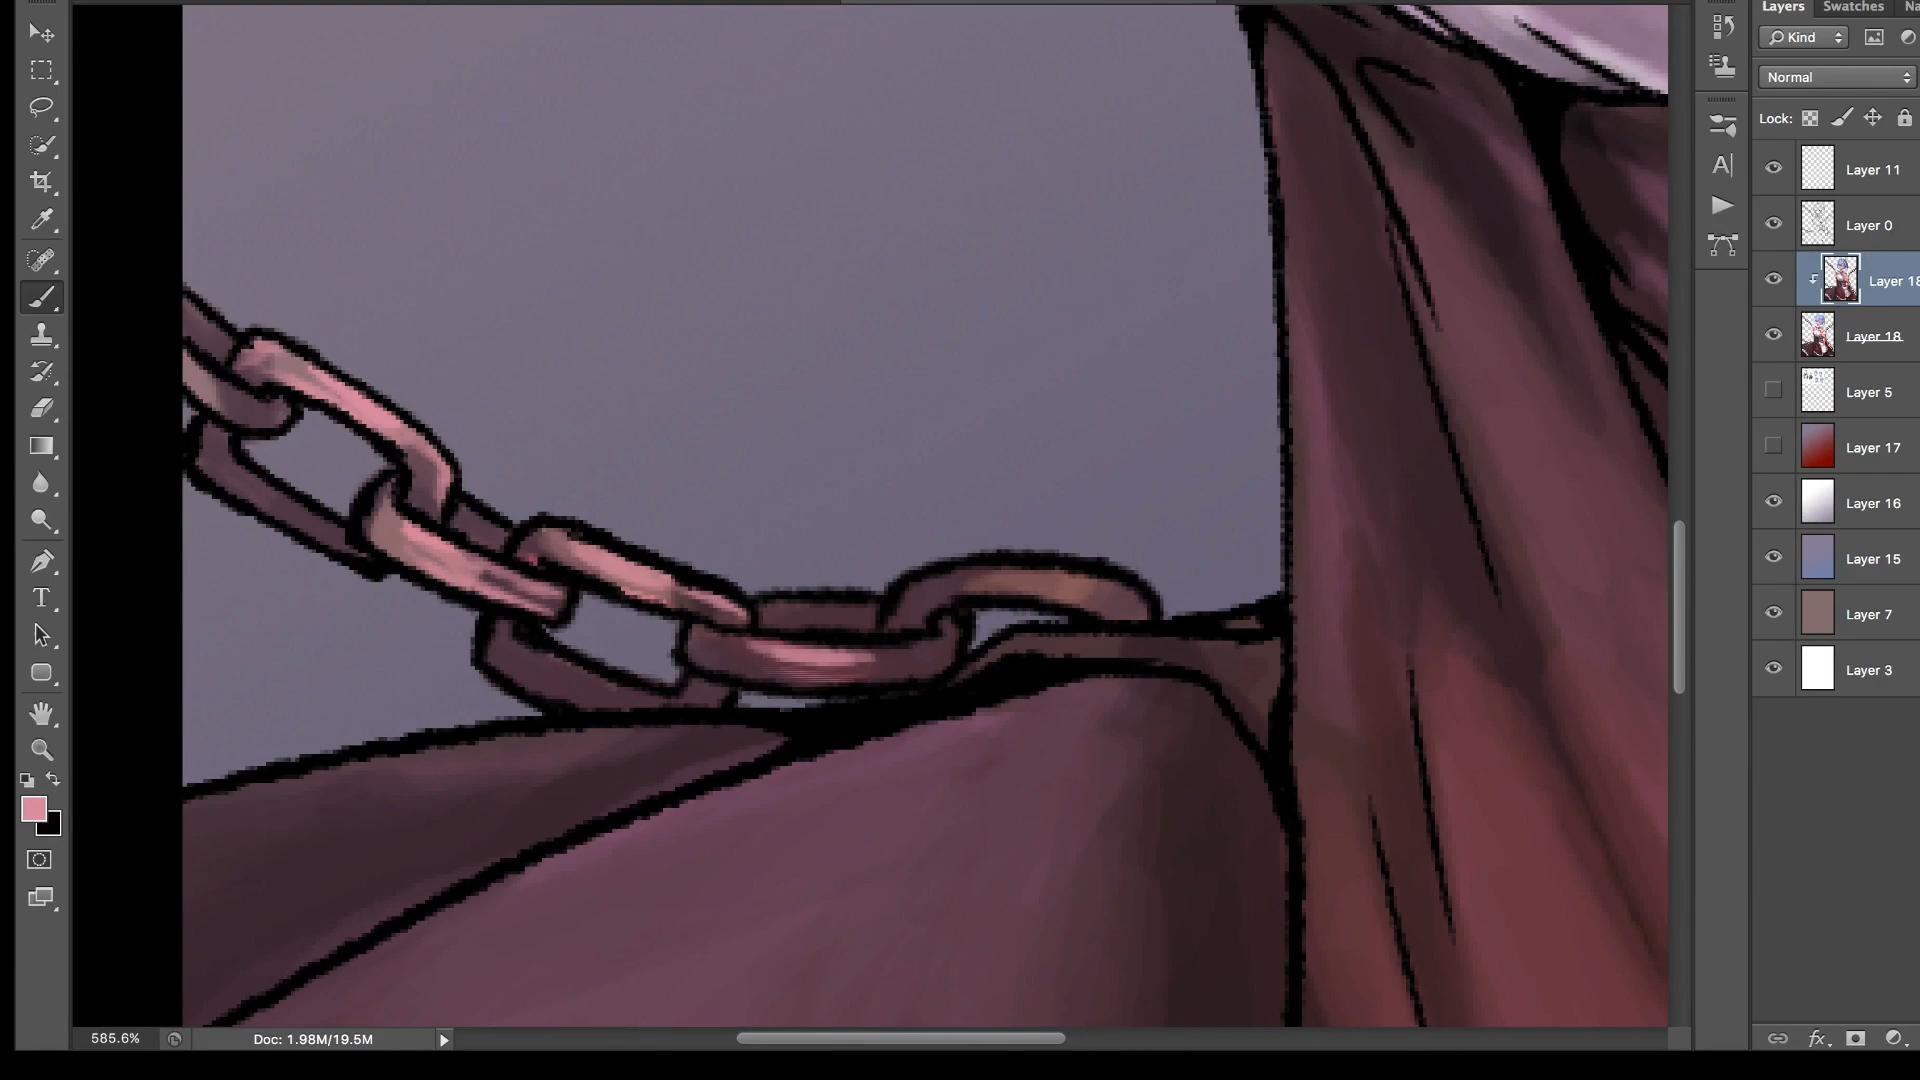 Layers Swatches Na
Kind
Normal
Lock:
Layer 11
Layer 0
Layer 18
Layer 18
Layer 5
Layer 17
Layer 16
Layer 15
Layer 7
Layer 3
585.6% Doc: 1.98M/19.5M